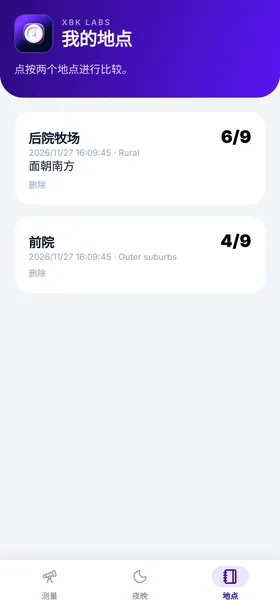 XBK LABS
我的地点
点按两个地点进行比较。
后院牧场
6/9
2026/11/27 16:09:45 · Rural
面朝南方
删除
前院
4/9
2026/11/27 16:09:45 · Outer suburbs
删除
测量
夜晚
地点